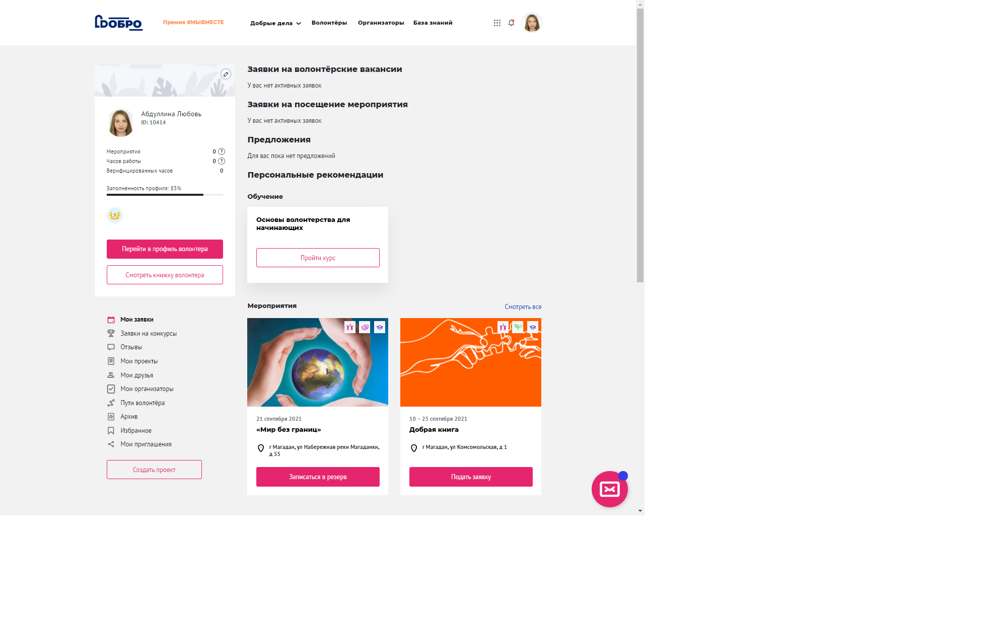 ДОБРО
Премия #МЫВМЕСТЕ
Добрые дела
Волонтёры
Организаторы
База знаний
Абдуллина Любовь
ID: 10414
Мероприятия 0 ?
Часов работы 0 ?
Верифицированных часов 0
Заполненность профиля: 83%
3
Перейти в профиль волонтера
Смотреть книжку волонтера
Мои заявки
Заявки на конкурсы
Отзывы
Мои проекты
Мои друзья
Мои организаторы
Пути волонтёра
Архив
Избранное
Мои приглашения
Создать проект
Заявки на волонтёрские вакансии
У вас нет активных заявок
Заявки на посещение мероприятия
У вас нет активных заявок
Предложения
Для вас пока нет предложений
Персональные рекомендации
Обучение
Основы волонтерства для
начинающих
Пройти курс
Мероприятия
Смотреть все
21 сентября 2021
«Мир без границ»
г Магадан, ул Набережная реки Магаданки,
д 55
Записаться в резерв
10 – 25 сентября 2021
Добрая книга
г Магадан, ул Комсомольская, д 1
Подать заявку